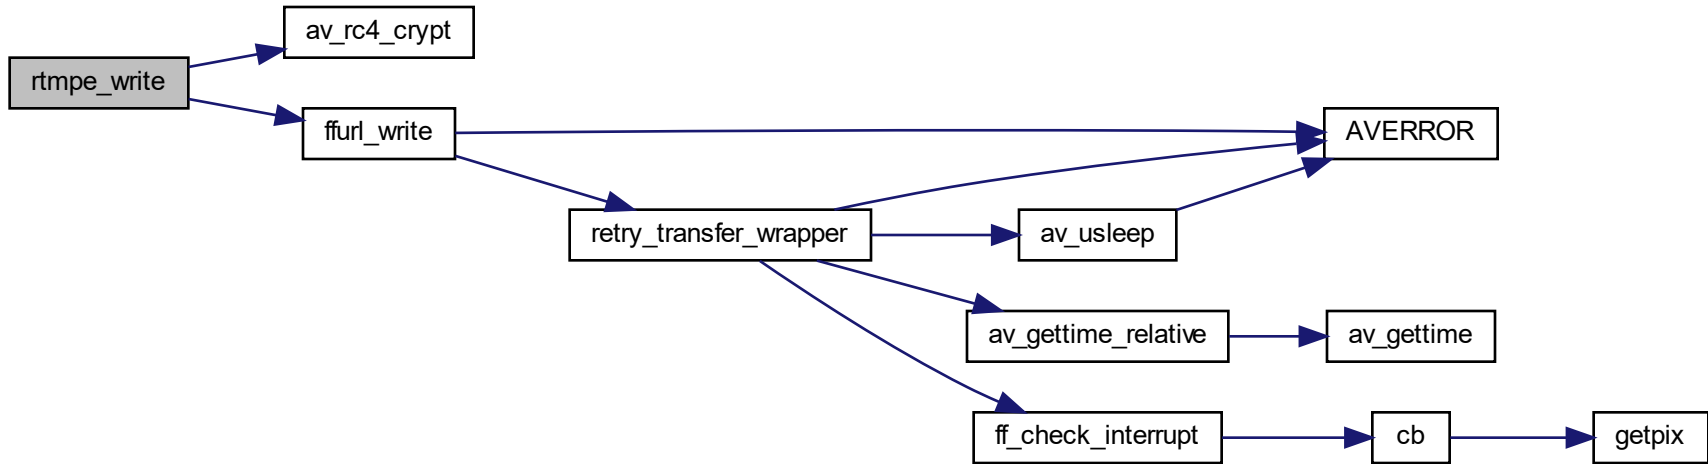 av_rc4_crypt
rtmpe_write
ffurl_write
AVERROR
retry_transfer_wrapper
av_usleep
av_gettime_relative
av_gettime
ff_check_interrupt
cb
getpix